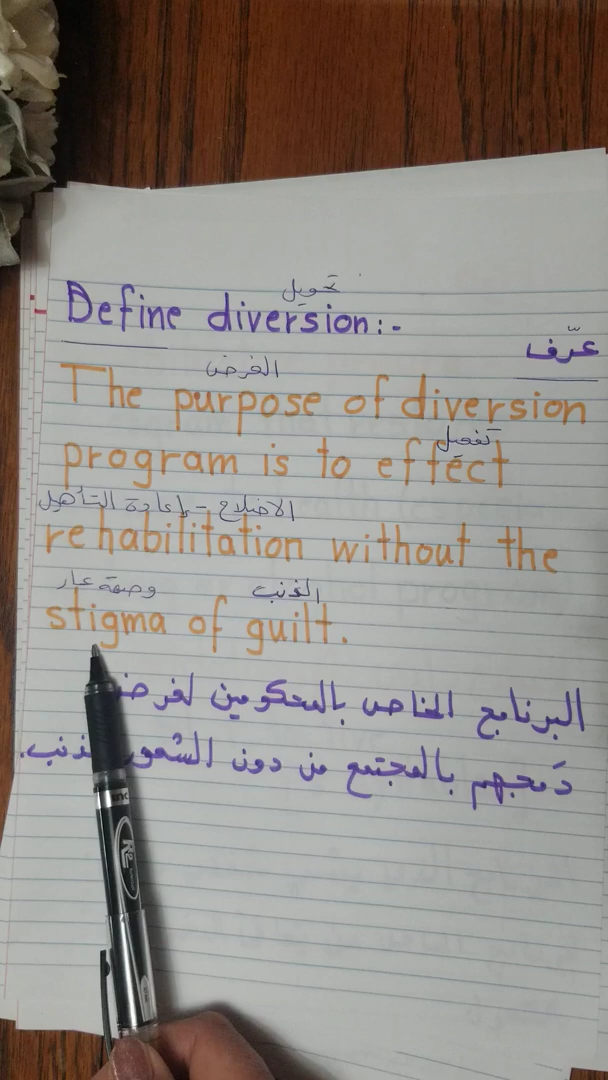 تحويل
Define diversion:-
عرّف
الغرض
The purpose of diversion
تفعيل
program is to effect
الاصلاح - إعادة التأهيل
rehabilitation without the
وصمة عار الذنب
stigma of guilt.
البرنامج الخاص بالمحكومين لغرض
دمجهم بالمجتمع من دون الشعور